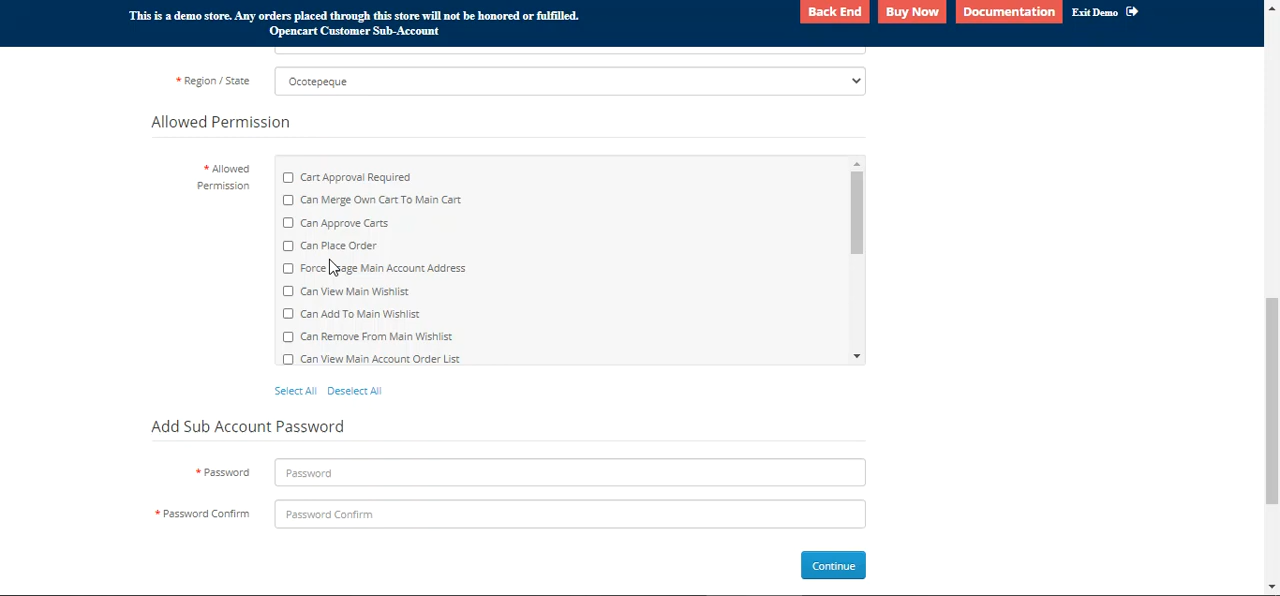 This is a demo store. Any orders placed through this store will not be honored or fulfilled.
Opencart Customer Sub-Account
Back End
Buy Now
Documentation
Exit Demo
* Region / State
Ocotepeque
Allowed Permission
* Allowed
Permission
Cart Approval Required
Can Merge Own Cart To Main Cart
Can Approve Carts
Can Place Order
Force Usage Main Account Address
Can View Main Wishlist
Can Add To Main Wishlist
Can Remove From Main Wishlist
Can View Main Account Order List
Select All Deselect All
Add Sub Account Password
* Password
Password
* Password Confirm
Password Confirm
Continue